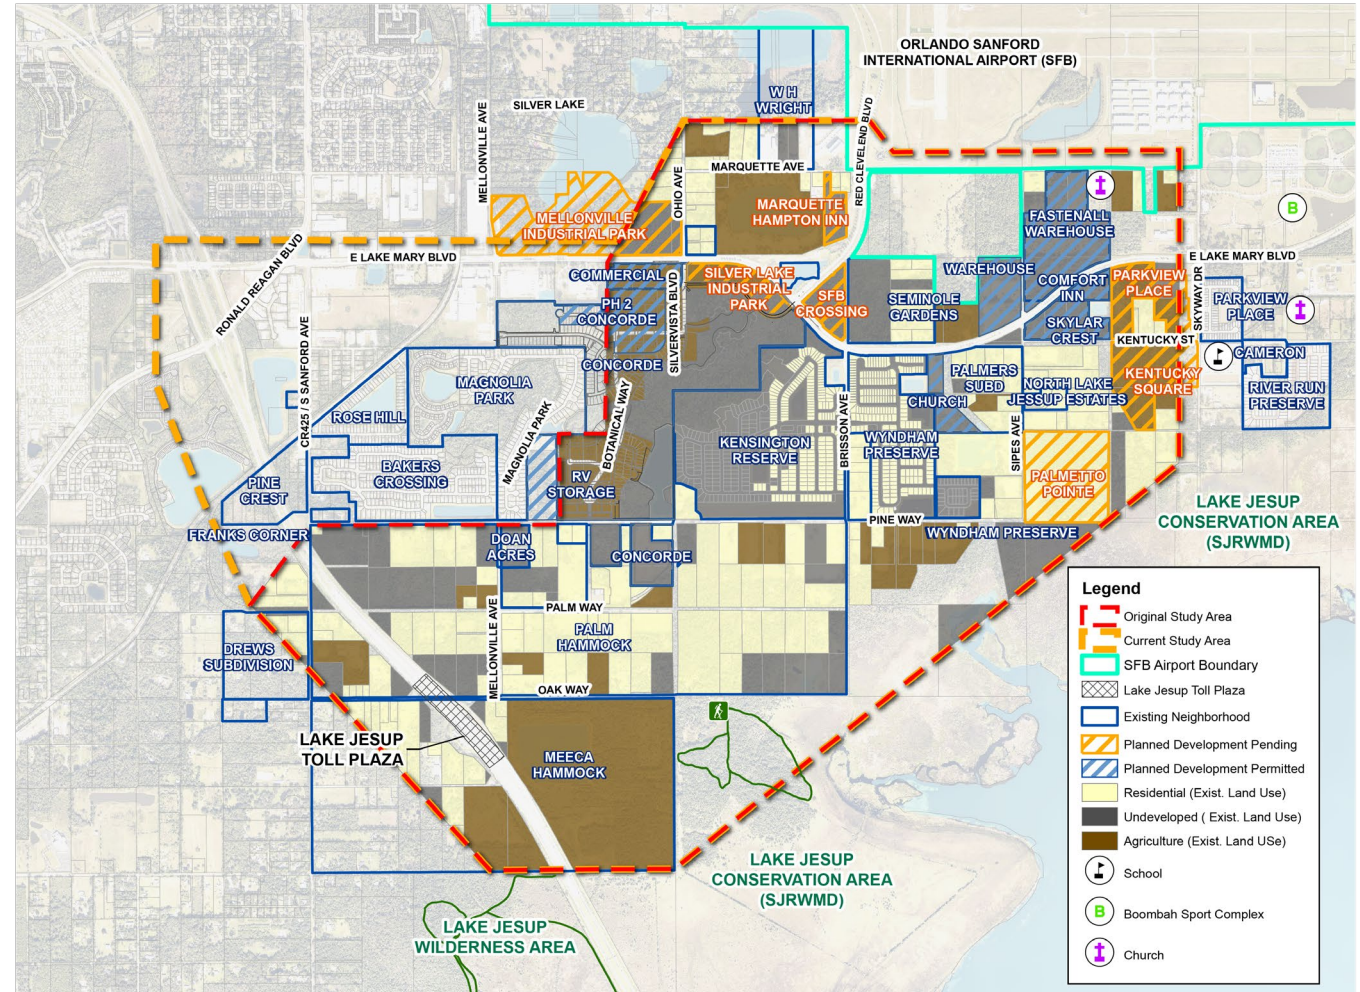 ORLANDO SANFORD
INTERNATIONAL AIRPORT (SFB)
W H
WRIGHT
SILVER LAKE
MELLONVILLE AVE
RED CLEVELEND BLVD
MARQUETTE AVE
OHIO AVE
MELLONVILLE
INDUSTRIAL PARK
MARQUETTE
HAMPTON INN
FASTENALL
WAREHOUSE
B
RONALD REAGAN BLVD
E LAKE MARY BLVD
E LAKE MARY BLVD
COMMERCIAL
SILVERVISTA BLVD
SILVER LAKE
INDUSTRIAL
PARK
SFB
CROSSING
WAREHOUSE
SEMINOLE
GARDENS
COMFORT
INN
PARKVIEW
PLACE
SKYWAY DR
PARKVIEW
PLACE
PH 2
CONCORDE
SKYLAR
CREST
KENTUCKY ST
CAMERON
CONCORDE
CR425 / S SANFORD AVE
MAGNOLIA
PARK
ROSE HILL
MAGNOLIA PARK
BOTANICAL WAY
PALMERS
SUBD
NORTH LAKE
JESSUP ESTATES
KENTUCKY
SQUARE
RIVER RUN
PRESERVE
CHURCH
BRISSON AVE
SIPES AVE
KENSINGTON
RESERVE
WYNDHAM
PRESERVE
BAKERS
CROSSING
PINE
CREST
RV
STORAGE
PALMETTO
POINTE
LAKE JESUP
CONSERVATION AREA
(SJRWMD)
FRANKS CORNER
PINE WAY
WYNDHAM PRESERVE
DOAN
ACRES
CONCORDE
PALM WAY
MELLONVILLE AVE
PALM
HAMMOCK
DREWS
SUBDIVISION
OAK WAY
LAKE JESUP
TOLL PLAZA
MEECA
HAMMOCK
LAKE JESUP
CONSERVATION AREA
(SJRWMD)
LAKE JESUP
WILDERNESS AREA
Legend
Original Study Area
Current Study Area
SFB Airport Boundary
Lake Jesup Toll Plaza
Existing Neighborhood
Planned Development Pending
Planned Development Permitted
Residential (Exist. Land Use)
Undeveloped ( Exist. Land Use)
Agriculture (Exist. Land USe)
School
B Boombah Sport Complex
Church